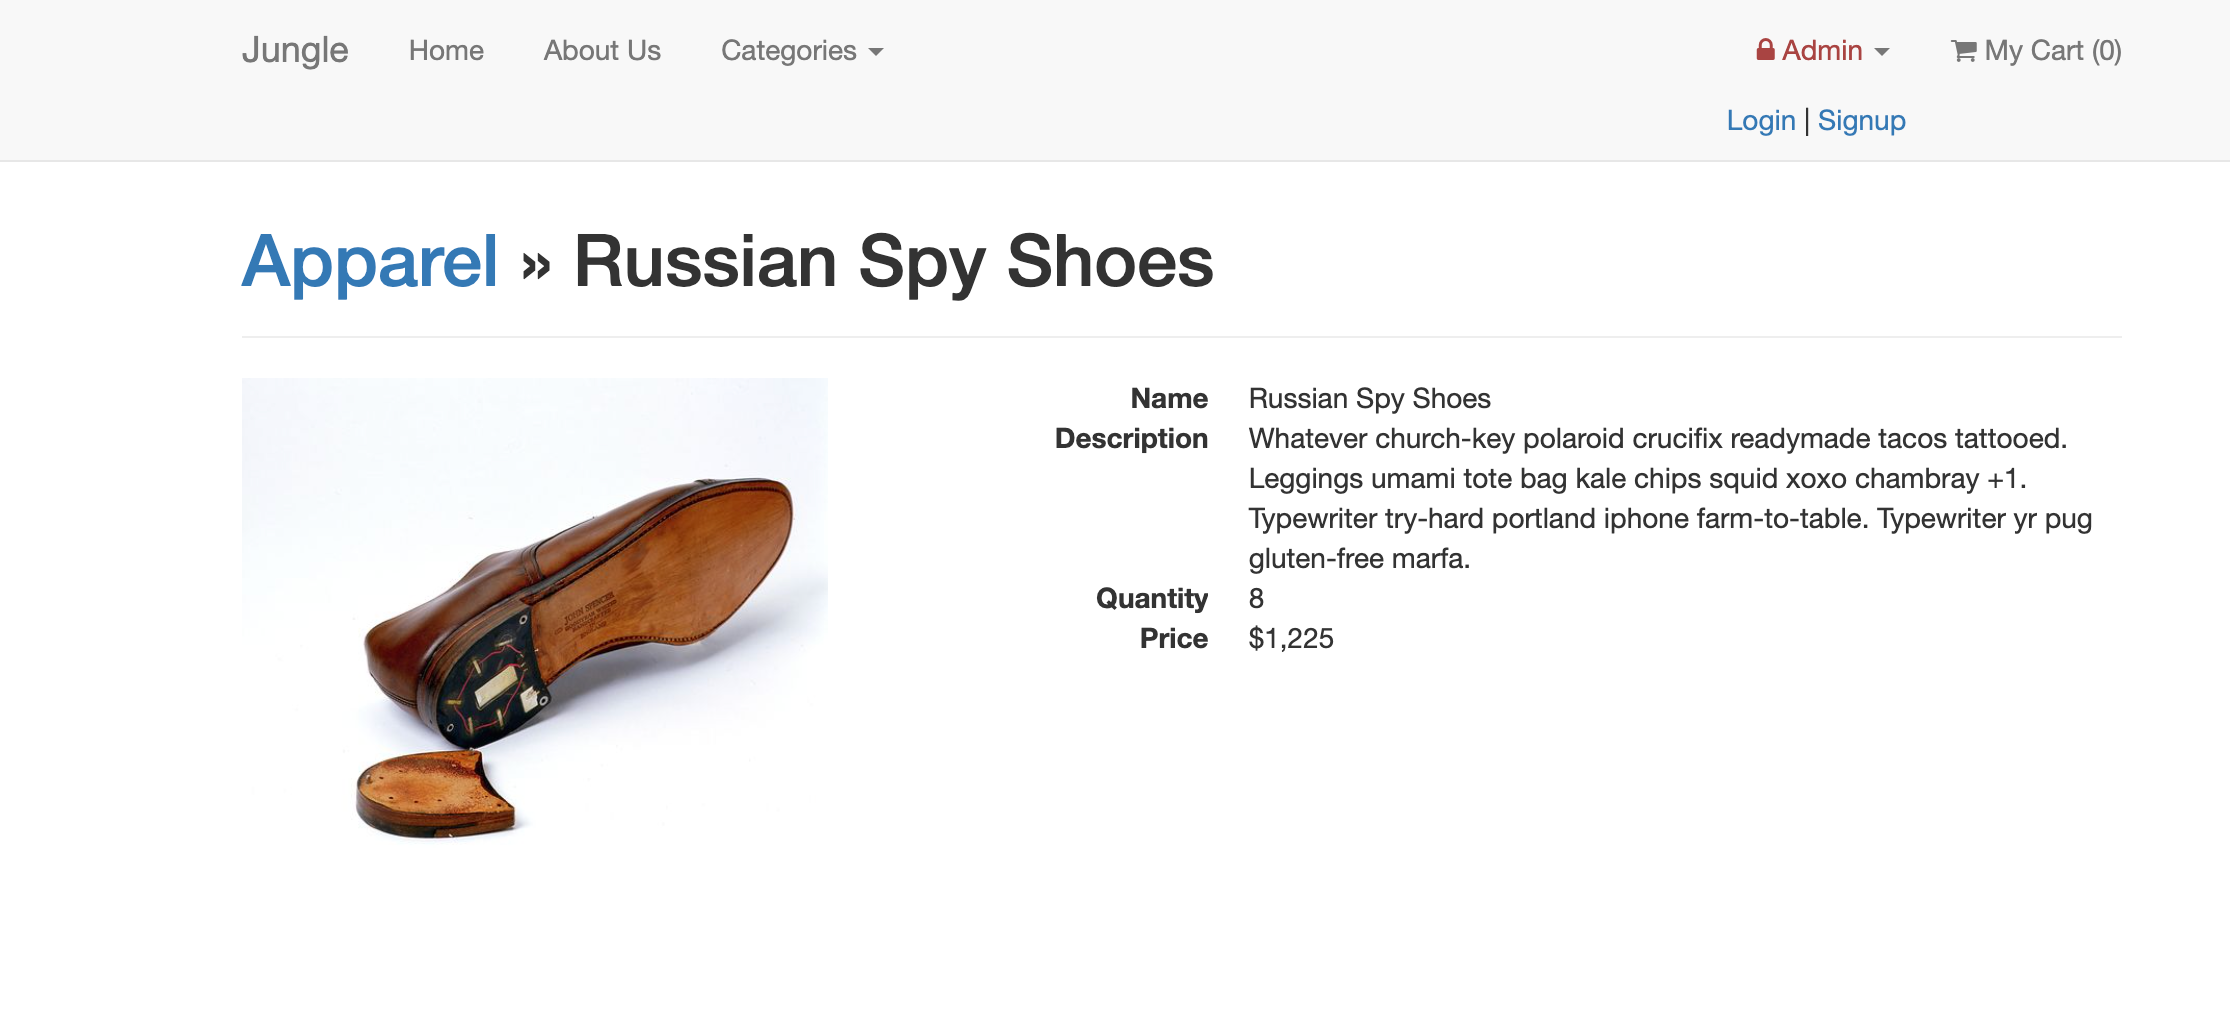 Jungle Home About Us Categories Admin My Cart (0)
Login | Signup
Apparel » Russian Spy Shoes
Name Russian Spy Shoes
Description Whatever church-key polaroid crucifix readymade tacos tattooed.
Leggings umami tote bag kale chips squid xoxo chambray +1.
Typewriter try-hard portland iphone farm-to-table. Typewriter yr pug
gluten-free marfa.
Quantity 8
Price $1,225
JOHN SPENCER